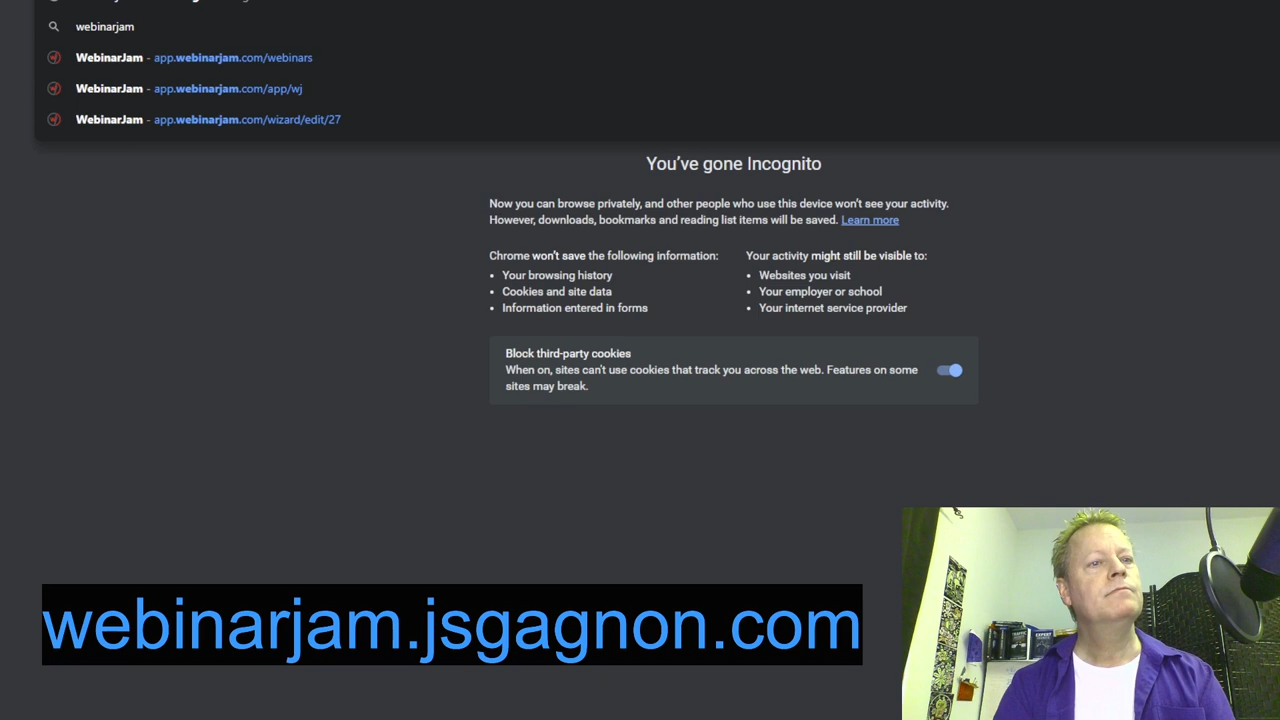 webinarjam
WebinarJam - app.webinarjam.com/webinars
WebinarJam - app.webinarjam.com/app/wj
WebinarJam - app.webinarjam.com/wizard/edit/27
You've gone Incognito
Now you can browse privately, and other people who use this device won't see your activity.
However, downloads, bookmarks and reading list items will be saved. Learn more
Chrome won't save the following information:
• Your browsing history
• Cookies and site data
• Information entered in forms
Your activity might still be visible to:
• Websites you visit
• Your employer or school
• Your internet service provider
Block third-party cookies
When on, sites can't use cookies that track you across the web. Features on some
sites may break.
webinarjam.jsgagnon.com
EXPERT